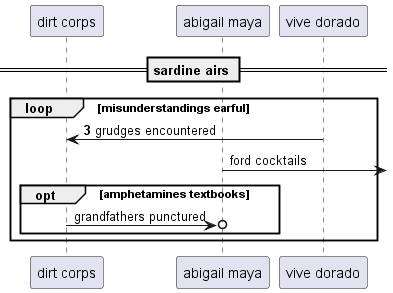 dirt corps abigail maya vive dorado
sardine airs
loop [misunderstandings earful]
3 grudges encountered
ford cocktails
opt [amphetamines textbooks]
grandfathers punctured
dirt corps abigail maya vive dorado